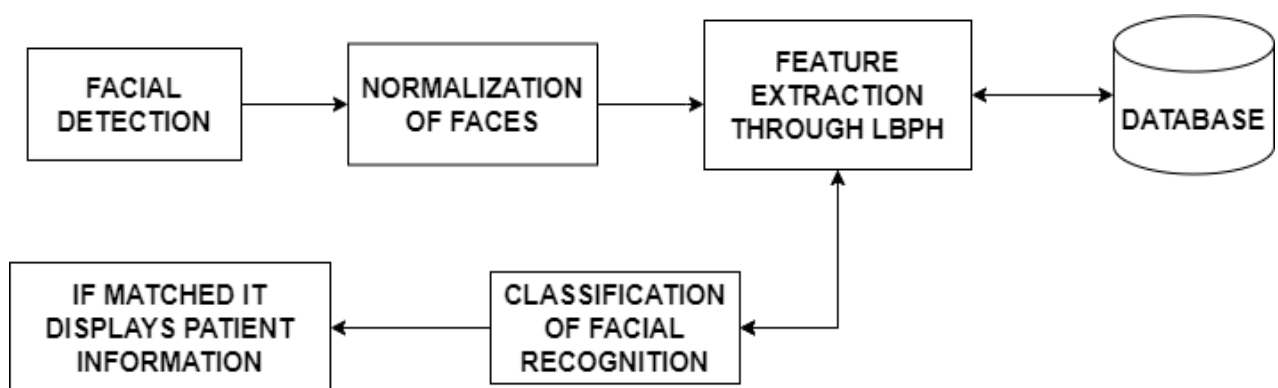 FACIAL
DETECTION
NORMALIZATION
OF FACES
FEATURE
EXTRACTION
THROUGH LBPH
DATABASE
IF MATCHED IT
DISPLAYS PATIENT
INFORMATION
CLASSIFICATION
OF FACIAL
RECOGNITION